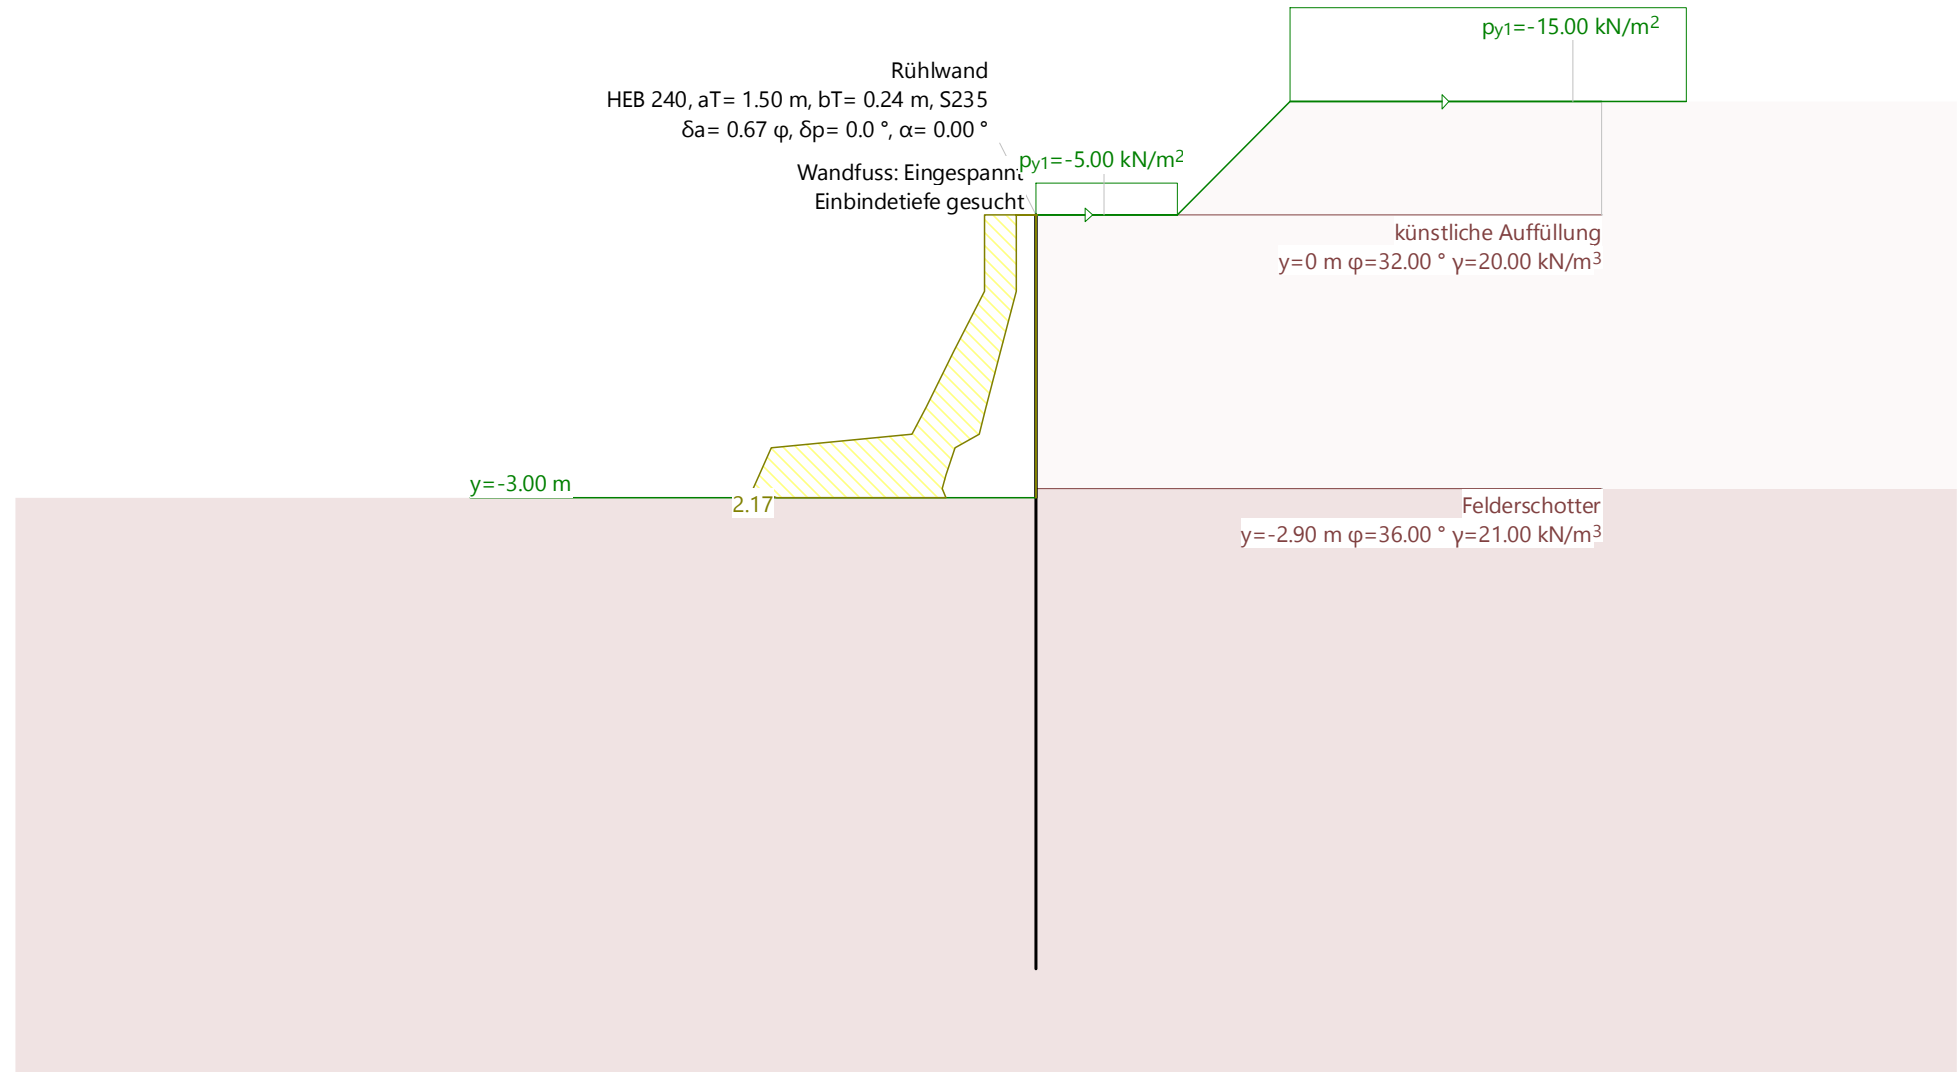 py1=-15.00 kN/m²
Rühlwand
HEB 240, aT= 1.50 m, bT= 0.24 m, S235
δa= 0.67 φ, δp= 0.0 °, α= 0.00 °
py1=-5.00 kN/m²
Wandfuss: Eingespannt
Einbindetiefe gesucht
künstliche Auffüllung
y=0 m φ=32.00 ° γ=20.00 kN/m³
y=-3.00 m
2.17
Felderschotter
y=-2.90 m φ=36.00 ° γ=21.00 kN/m³